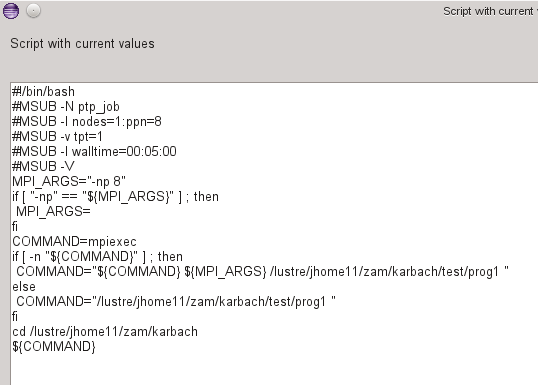 Script with current
Script with current values
#!/bin/bash
#MSUB -N ptp_job
#MSUB -l nodes=1:ppn=8
#MSUB -v tpt=1
#MSUB -l walltime=00:05:00
#MSUB -V
MPI_ARGS="-np 8"
if [ "-np" == "${MPI_ARGS}" ] ; then
MPI_ARGS=
fi
COMMAND=mpiexec
if [ -n "${COMMAND}" ] ; then
COMMAND="${COMMAND} ${MPI_ARGS} /lustre/jhome11/zam/karbach/test/prog1 "
else
COMMAND="/lustre/jhome11/zam/karbach/test/prog1 "
fi
cd /lustre/jhome11/zam/karbach
${COMMAND}